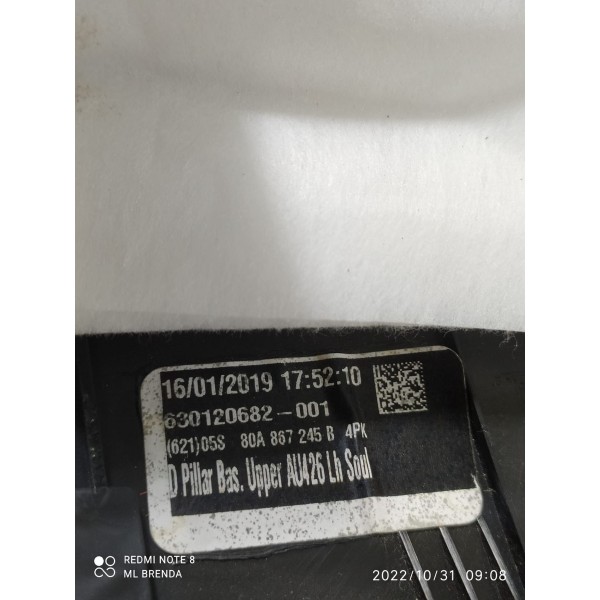 16/01/2019 17:52:10
630120682-001
(621)05S 80A 867 245 B 4PK
D Pillar Bas. Upper AU426 Lh Soul
REDMI NOTE 8
ML BRENDA
2022/10/31 09:08